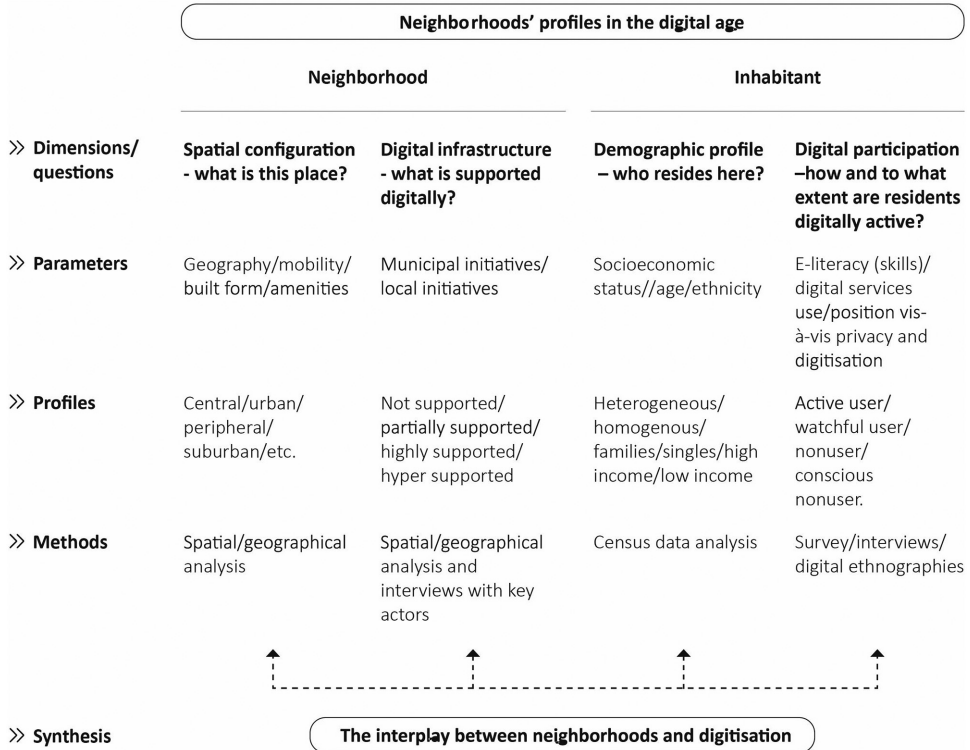 Neighborhoods' profiles in the digital age
Neighborhood
Inhabitant
>> Dimensions/
questions
Spatial configuration
- what is this place?
Digital infrastructure
- what is supported
digitally?
Demographic profile
– who resides here?
Digital participation
–how and to what
extent are residents
digitally active?
>> Parameters
Geography/mobility/
built form/amenities
Municipal initiatives/
local initiatives
Socioeconomic
status//age/ethnicity
E-literacy (skills)/
digital services
use/position vis-
à-vis privacy and
digitisation
>> Profiles
Central/urban/
peripheral/
suburban/etc.
Not supported/
partially supported/
highly supported/
hyper supported
Heterogeneous/
homogenous/
families/singles/high
income/low income
Active user/
watchful user/
nonuser/
conscious
nonuser.
>> Methods
Spatial/geographical
analysis
Spatial/geographical
analysis and
interviews with key
actors
Census data analysis
Survey/interviews/
digital ethnographies
>> Synthesis
The interplay between neighborhoods and digitisation